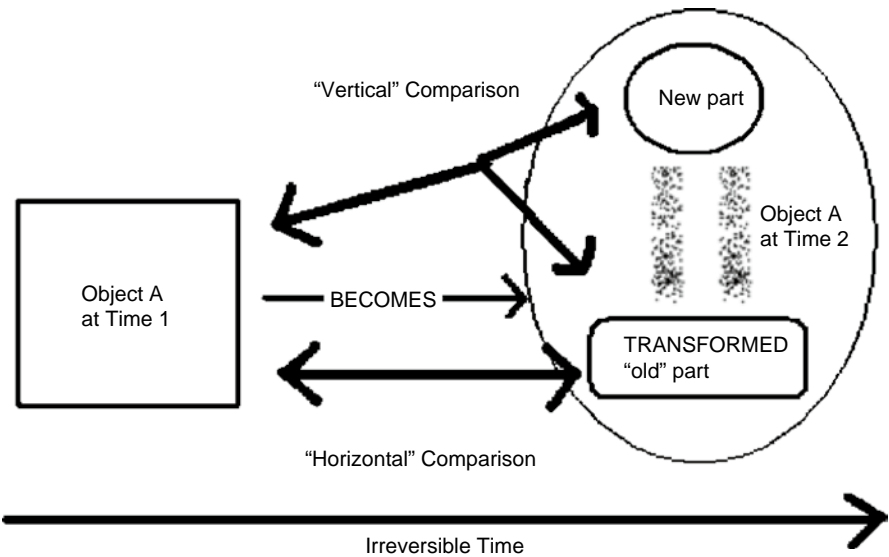 “Vertical” Comparison
New part
Object A
at Time 2
Object A
at Time 1
BECOMES
TRANSFORMED
“old” part
“Horizontal” Comparison
Irreversible Time